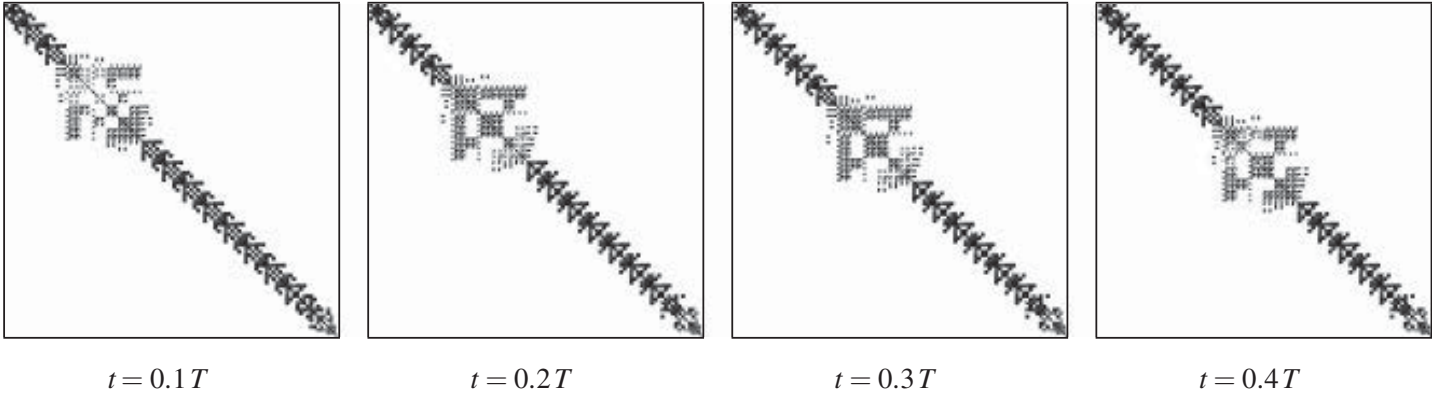 t = 0.1T
t = 0.2T
t = 0.3T
t = 0.4T